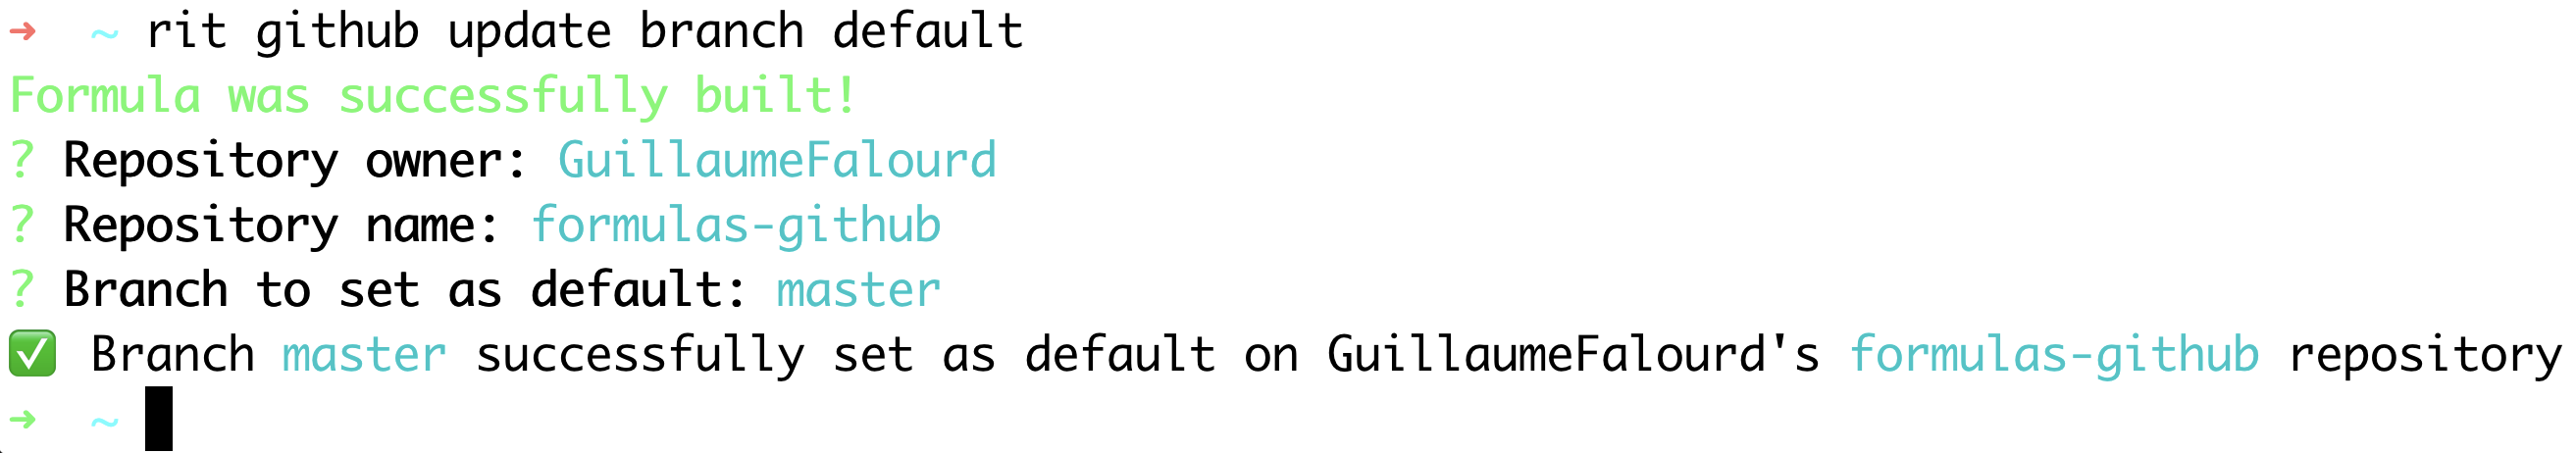 ➜ ~ rit github update branch default
Formula was successfully built!
? Repository owner: GuillaumeFalourd
? Repository name: formulas-github
? Branch to set as default: master
✅ Branch master successfully set as default on GuillaumeFalourd's formulas-github repository
➜ ~